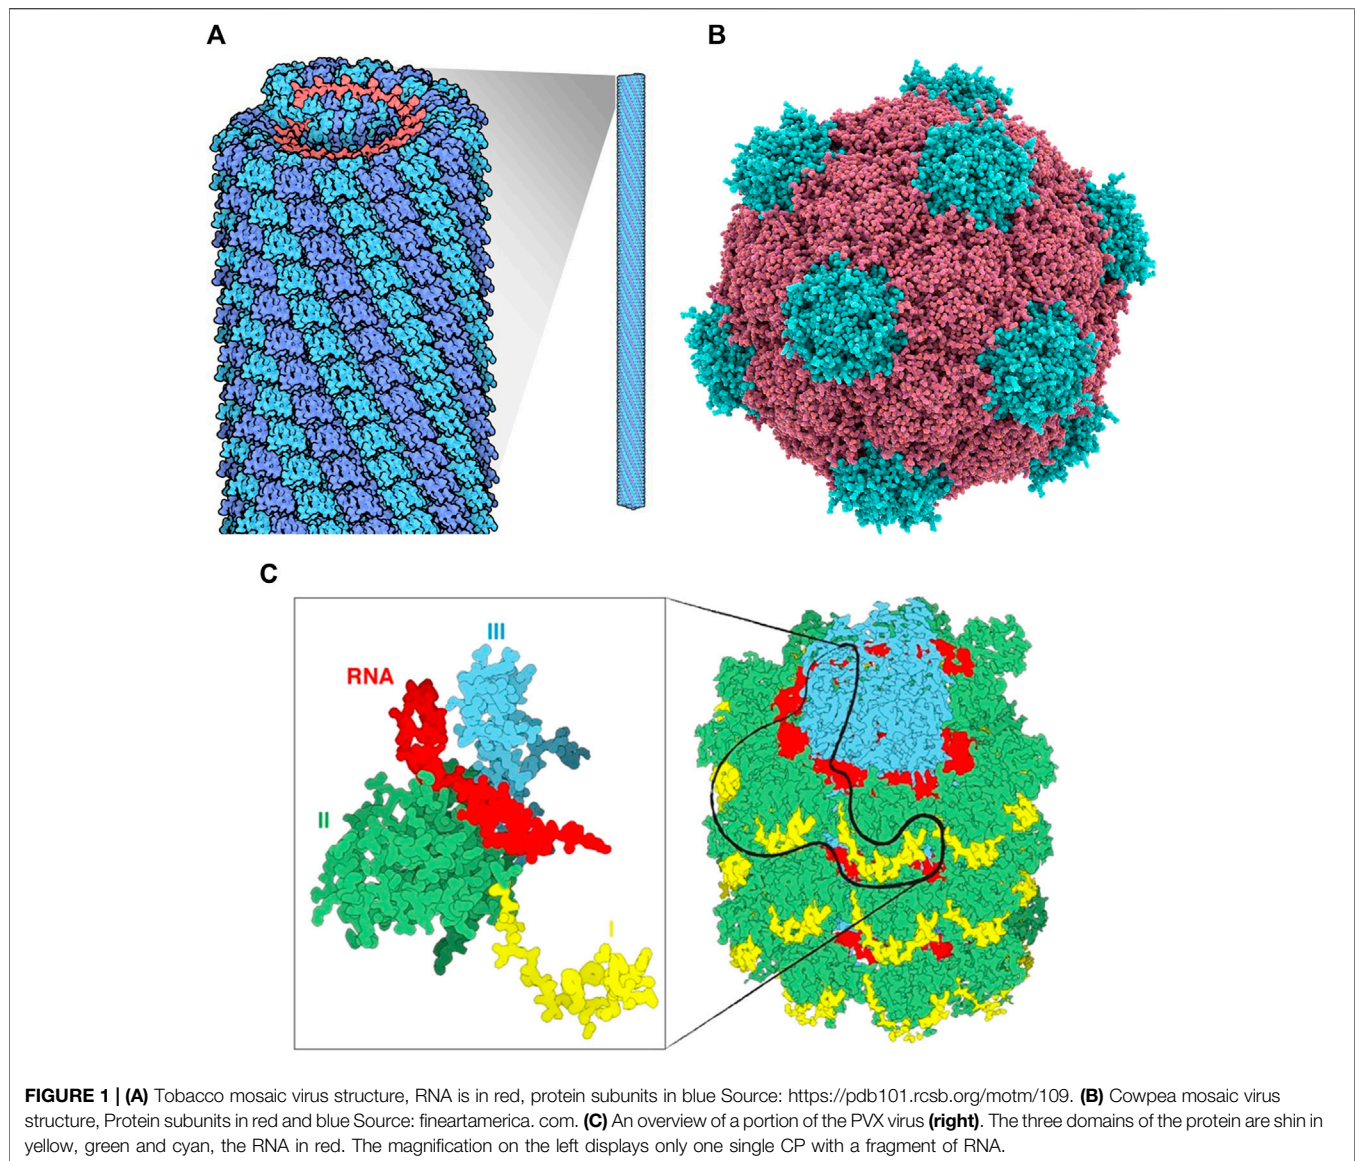 A
B
C
III
RNA
II
I
FIGURE 1 | (A) Tobacco mosaic virus structure, RNA is in red, protein subunits in blue Source: https://pdb101.rcsb.org/motm/109. (B) Cowpea mosaic virus
structure, Protein subunits in red and blue Source: fineartamerica. com. (C) An overview of a portion of the PVX virus (right). The three domains of the protein are shin in
yellow, green and cyan, the RNA in red. The magnification on the left displays only one single CP with a fragment of RNA.